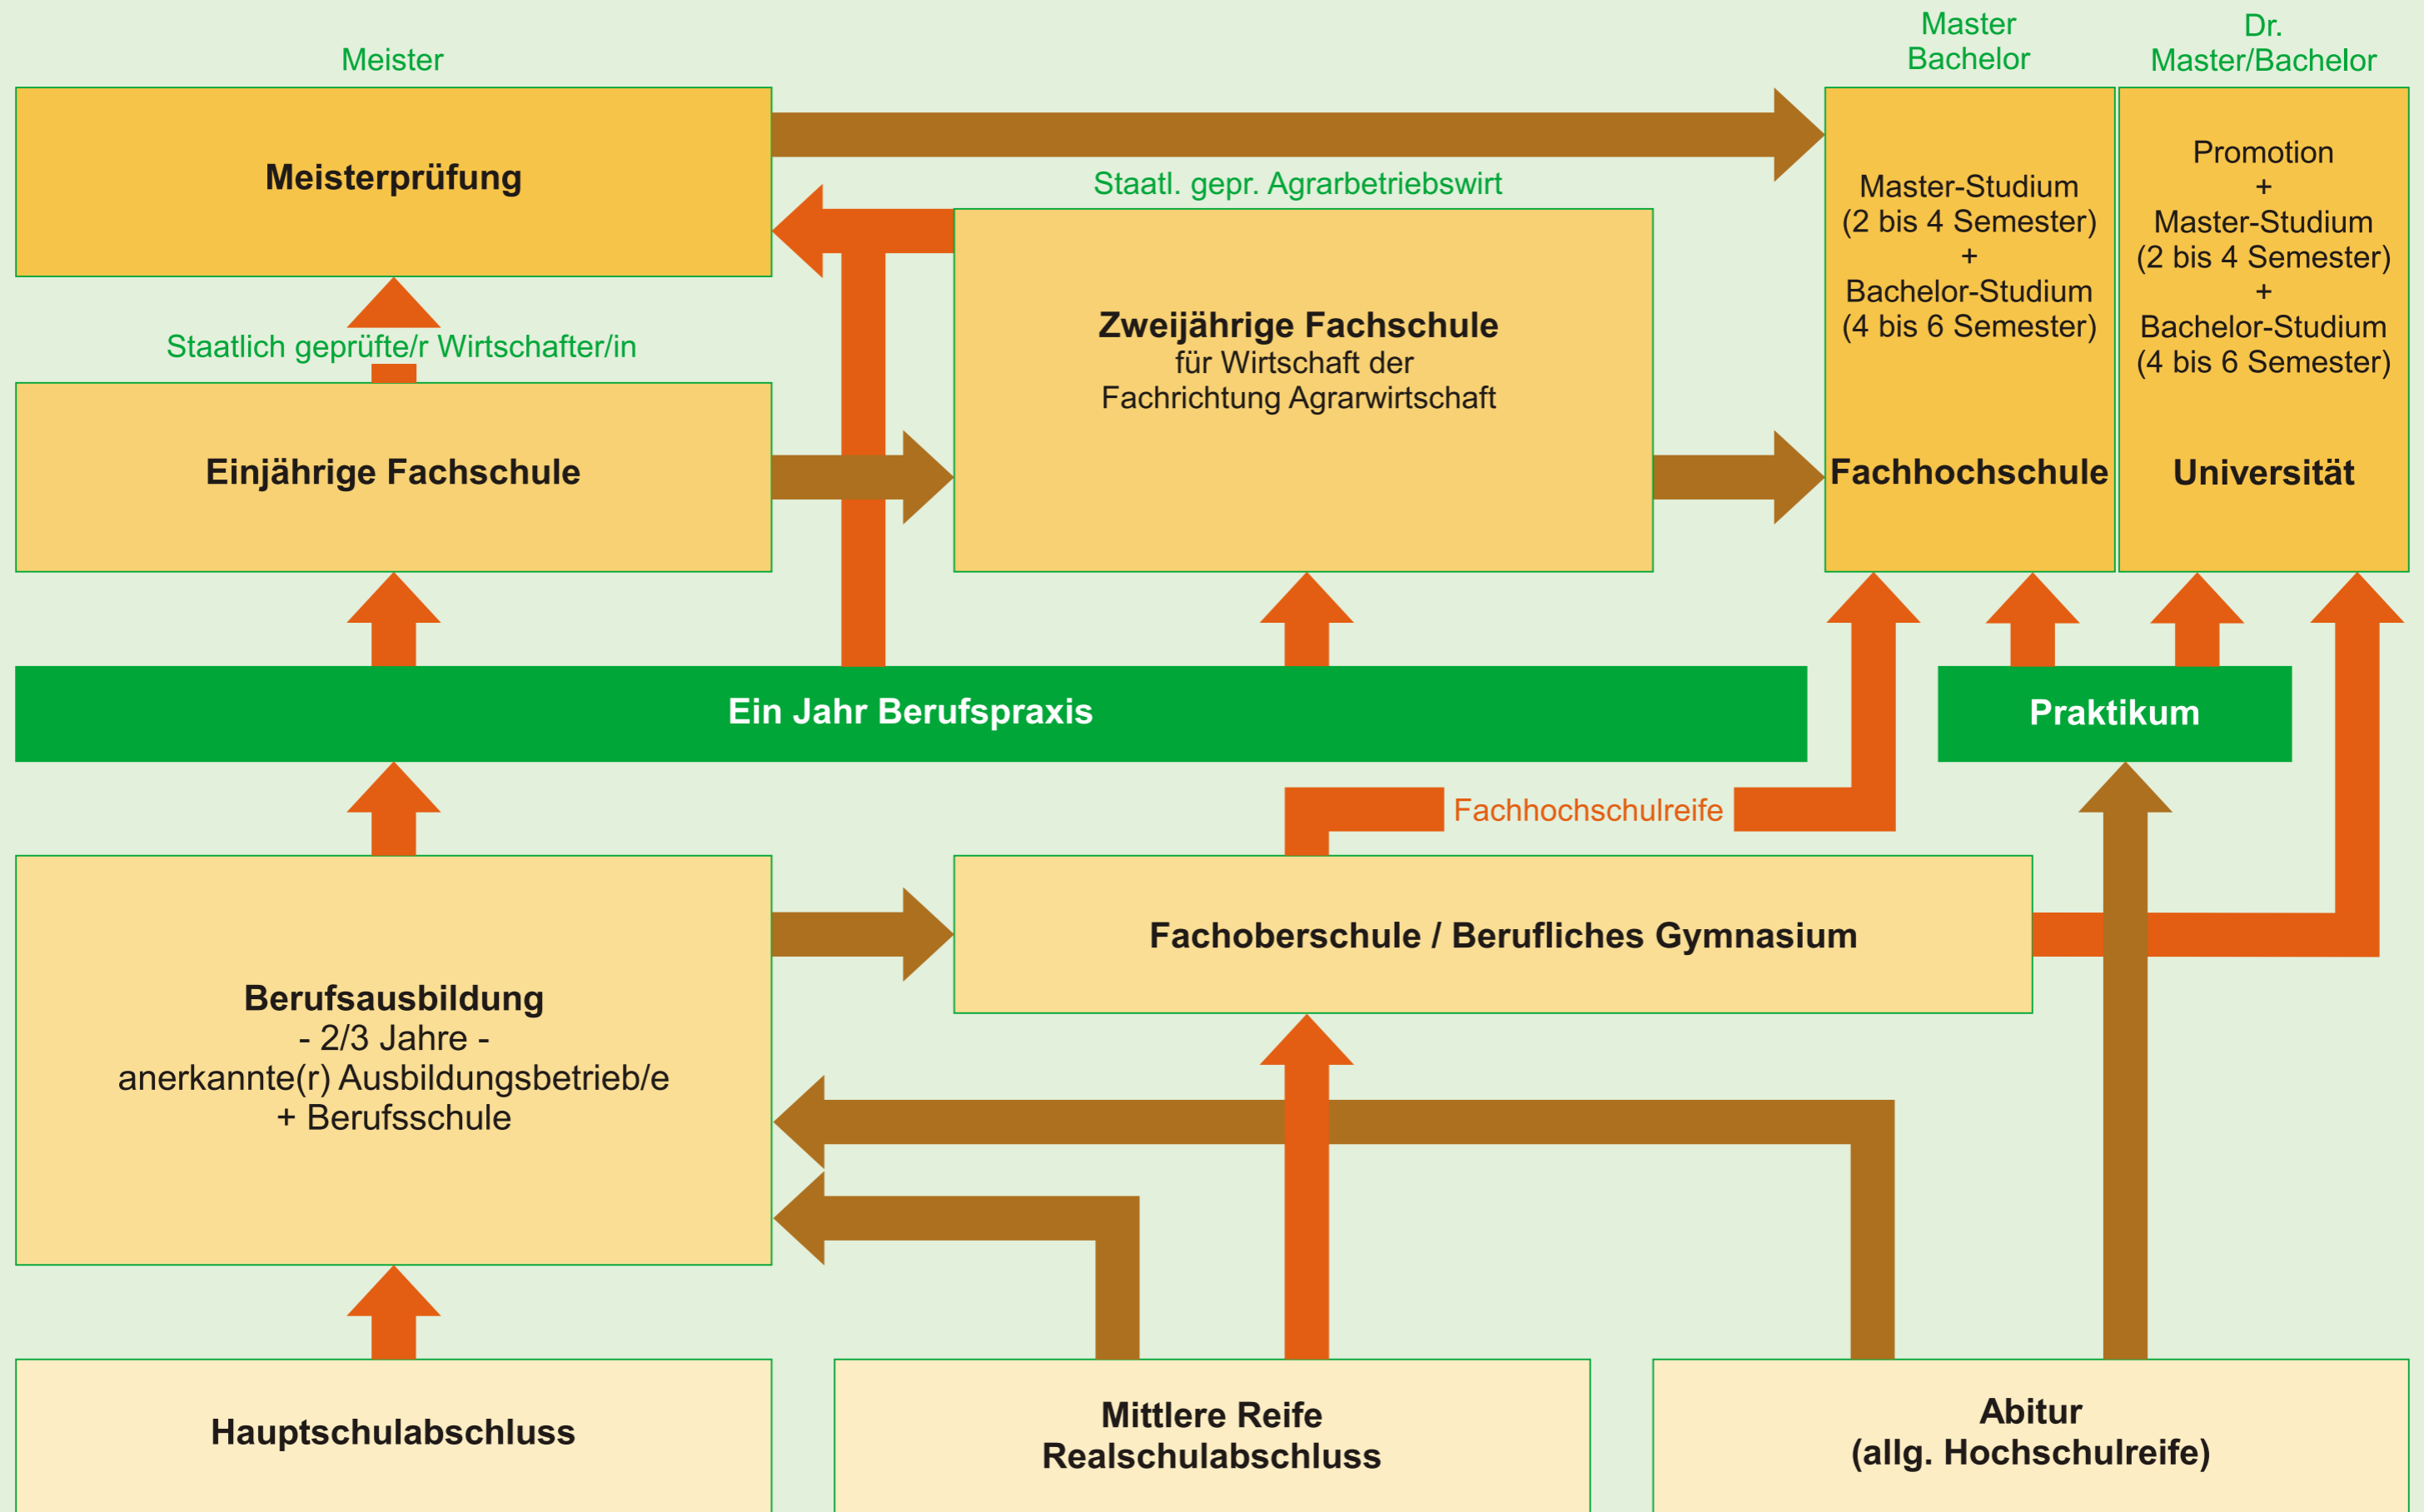 Meister
Master
Bachelor
Dr.
Master/Bachelor
Meisterprüfung
Staatl. gepr. Agrarbetriebswirt
Master-Studium
(2 bis 4 Semester)
+
Bachelor-Studium
(4 bis 6 Semester)
Fachhochschule
Promotion
+
Master-Studium
(2 bis 4 Semester)
+
Bachelor-Studium
(4 bis 6 Semester)
Universität
Staatlich geprüfte/r Wirtschafter/in
Zweijährige Fachschule
für Wirtschaft der
Fachrichtung Agrarwirtschaft
Einjährige Fachschule
Ein Jahr Berufspraxis
Praktikum
Fachhochschulreife
Fachoberschule / Berufliches Gymnasium
Berufsausbildung
- 2/3 Jahre -
anerkannte(r) Ausbildungsbetrieb/e
+ Berufsschule
Hauptschulabschluss
Mittlere Reife
Realschulabschluss
Abitur
(allg. Hochschulreife)